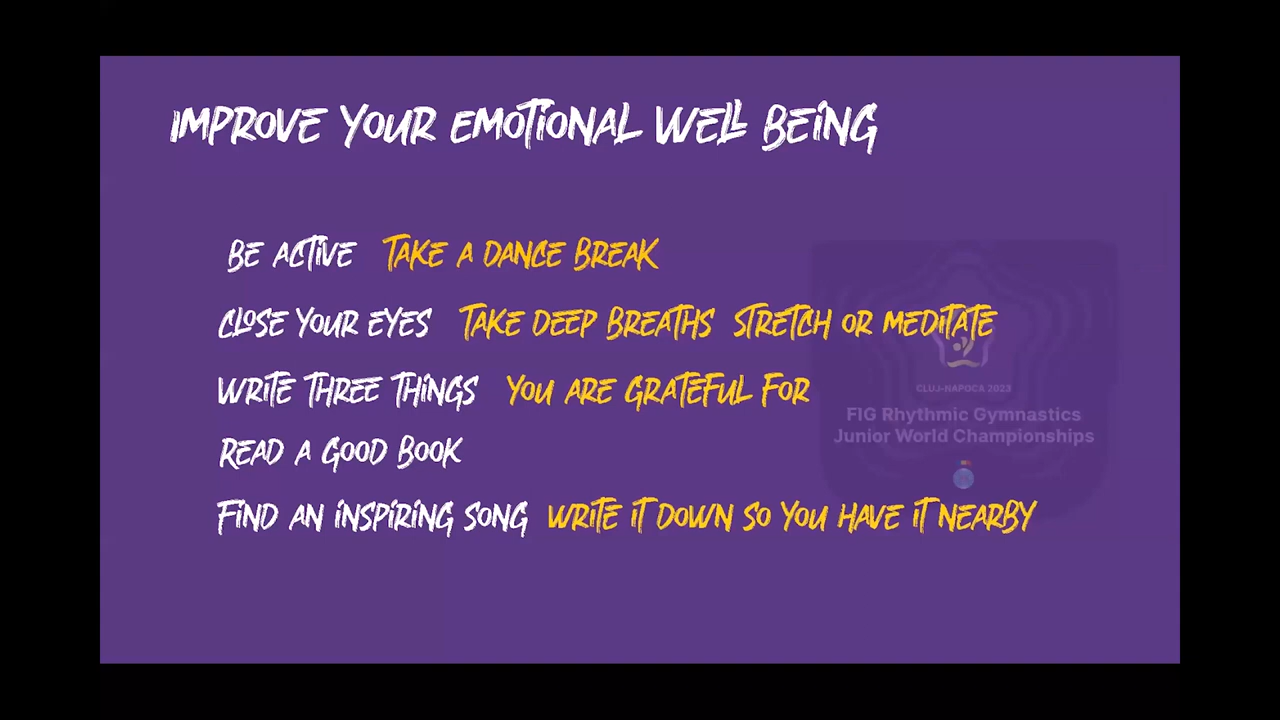 IMPROVE YOUR EMOTIONAL WELL BEING
BE ACTIVE TAKE A DANCE BREAK
CLOSE YOUR EYES TAKE DEEP BREATHS STRETCH OR MEDITATE
WRITE THREE THINGS YOU ARE GRATEFUL FOR
READ A GOOD BOOK
FIND AN INSPIRING SONG WRITE IT DOWN SO YOU HAVE IT NEARBY
CLUJ-NAPOCA 2023
FIG Rhythmic Gymnastics
Junior World Championships